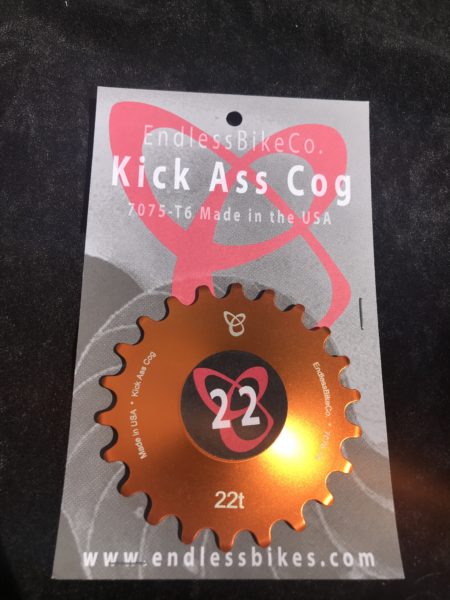 EndlessBikeCo.
Kick Ass Cog
7075-T6 Made in the USA
Made in USA * Kick Ass Cog
EndlessBikeCo. *
22
22t
www.endlessbikes.com